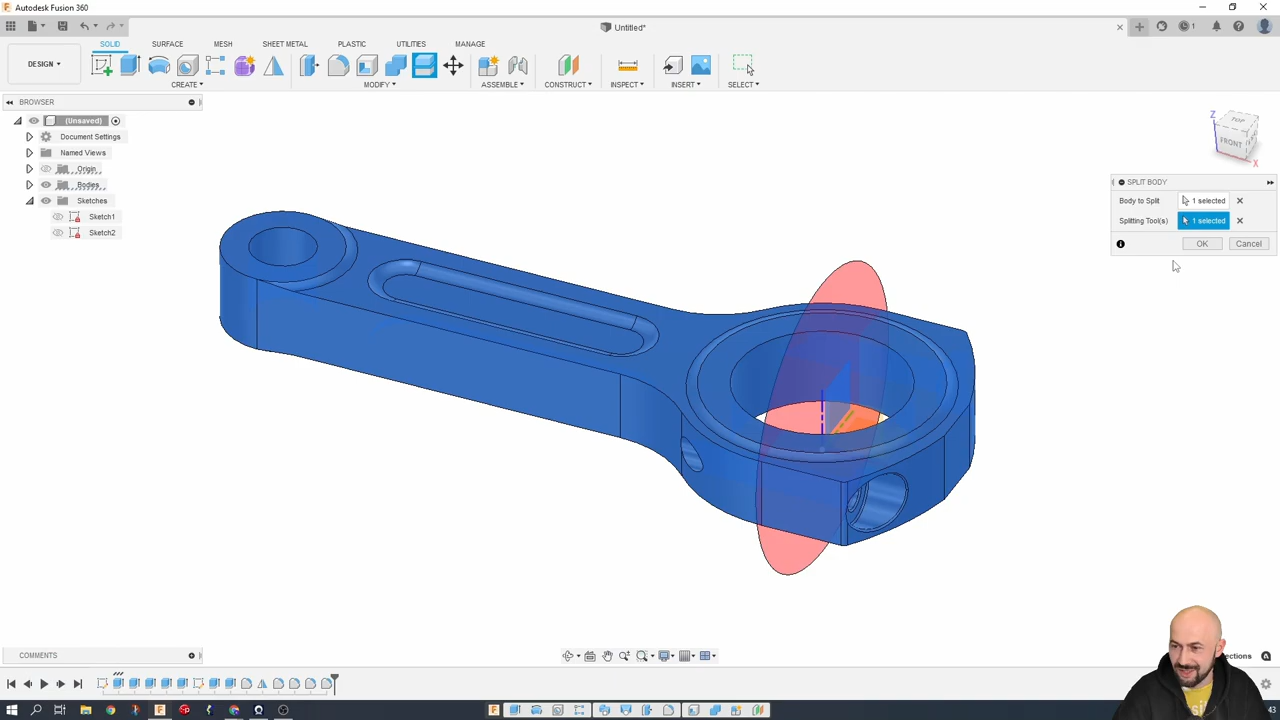 Autodesk Fusion 360
Untitled*
DESIGN
SOLID SURFACE MESH SHEET METAL PLASTIC UTILITIES MANAGE
CREATE MODIFY ASSEMBLE CONSTRUCT INSPECT INSERT SELECT
BROWSER
(Unsaved)
Document Settings
Named Views
Origin
Bodies
Sketches
Sketch1
Sketch2
Z
TOP
FRONT
X
SPLIT BODY
Body to Split 1 selected
Splitting Tool(s) 1 selected
OK Cancel
COMMENTS
43